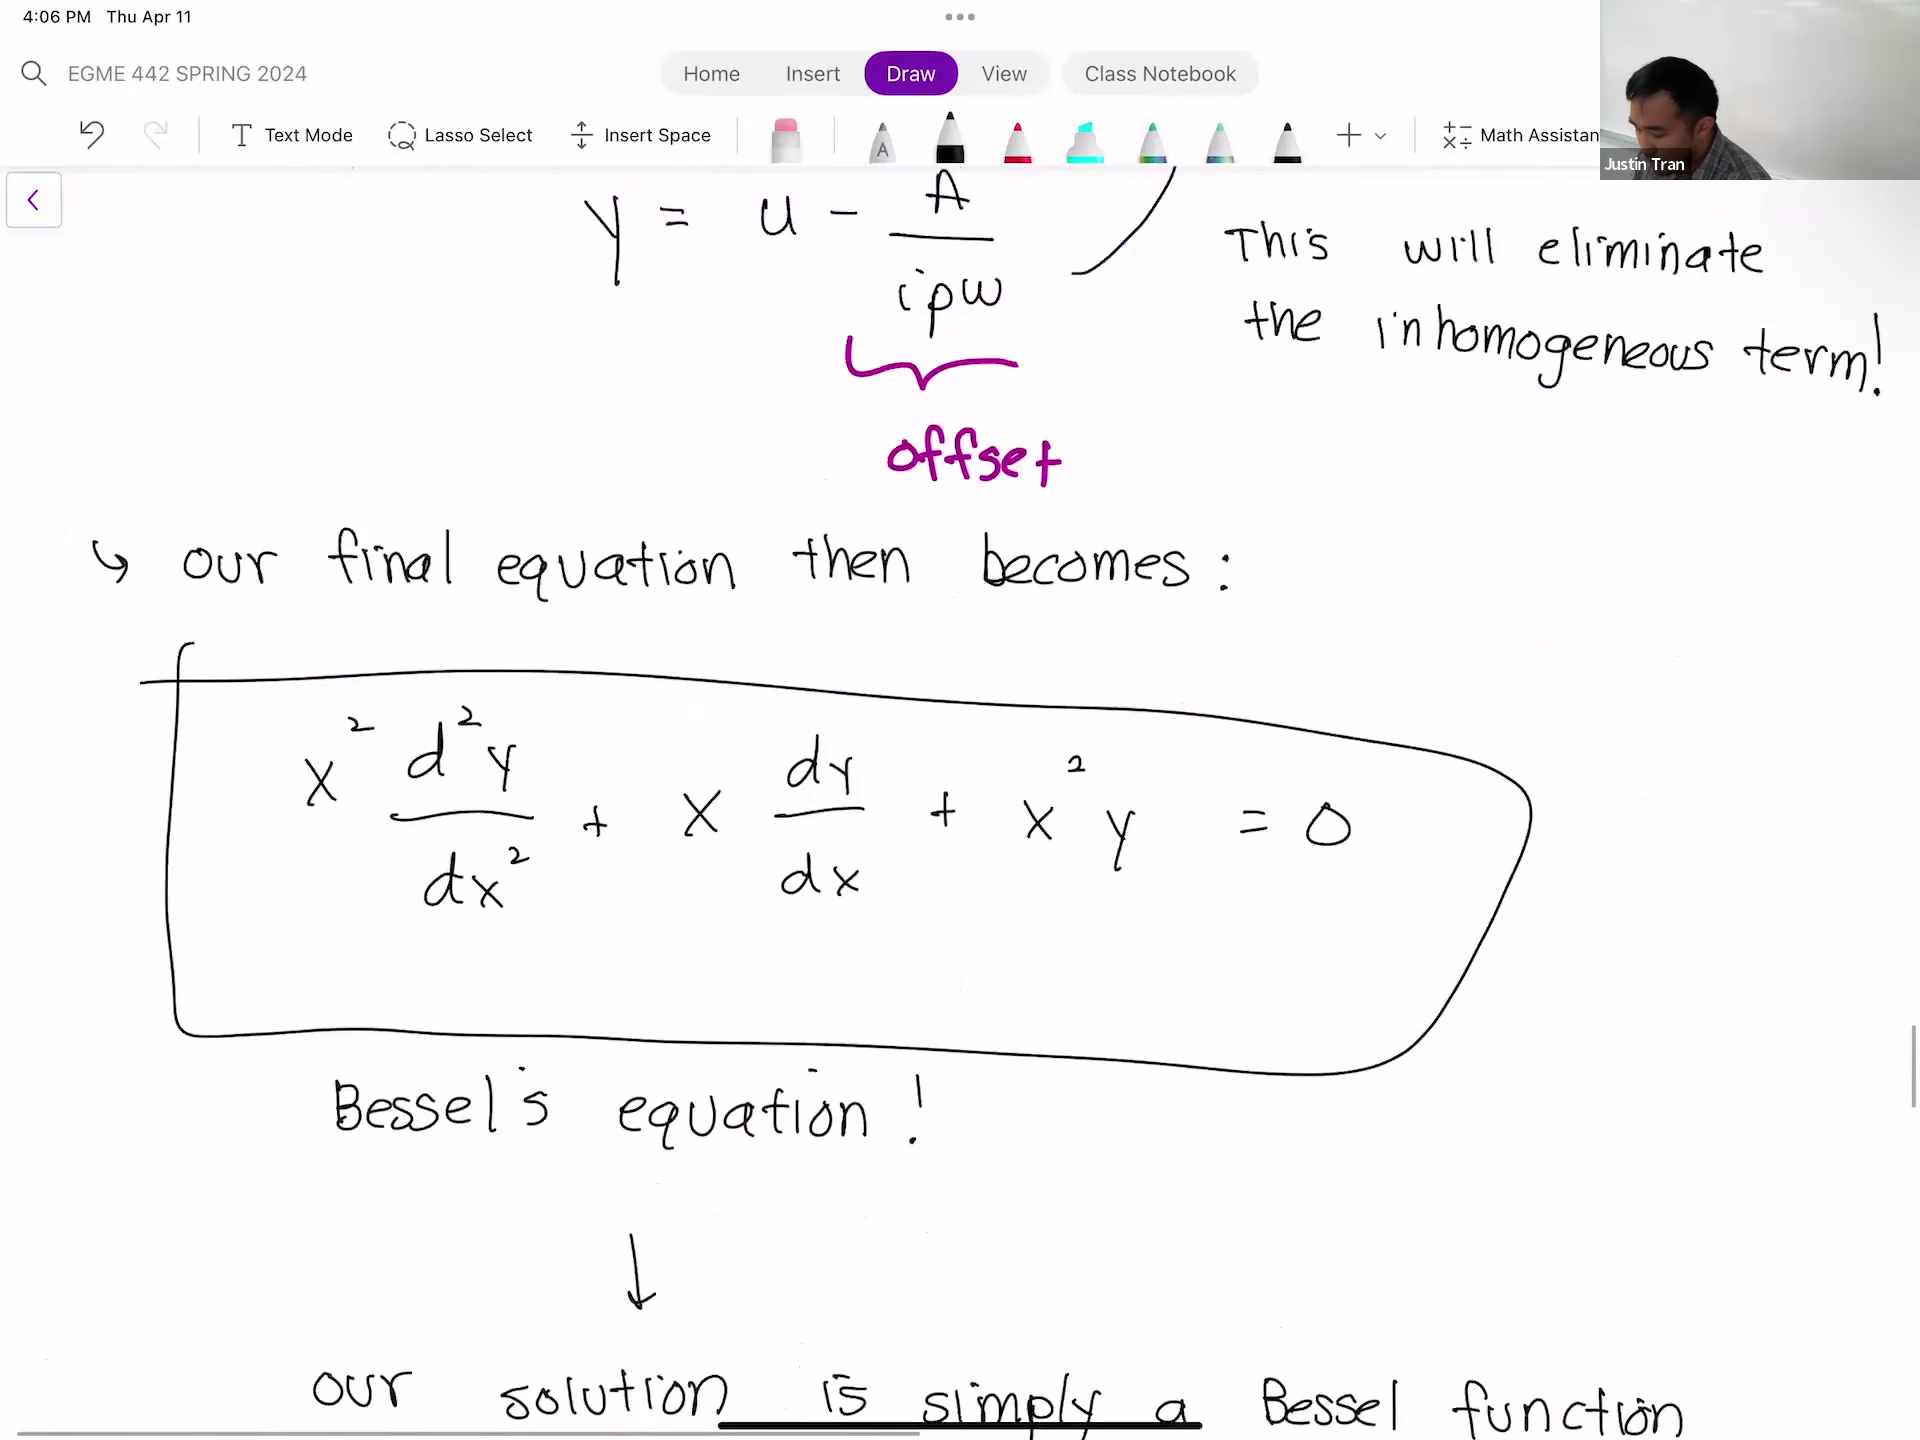 4:06 PM Thu Apr 11
EGME 442 SPRING 2024
Home Insert Draw View Class Notebook
Text Mode Lasso Select Insert Space A Math Assistan
Justin Tran
y = u - A / ipw
This will eliminate
the inhomogeneous term!
offset
↳ our final equation then becomes:
x² d²y/dx² + x dy/dx + x² y = 0
Bessel's equation!
↓
our solution is simply a Bessel function